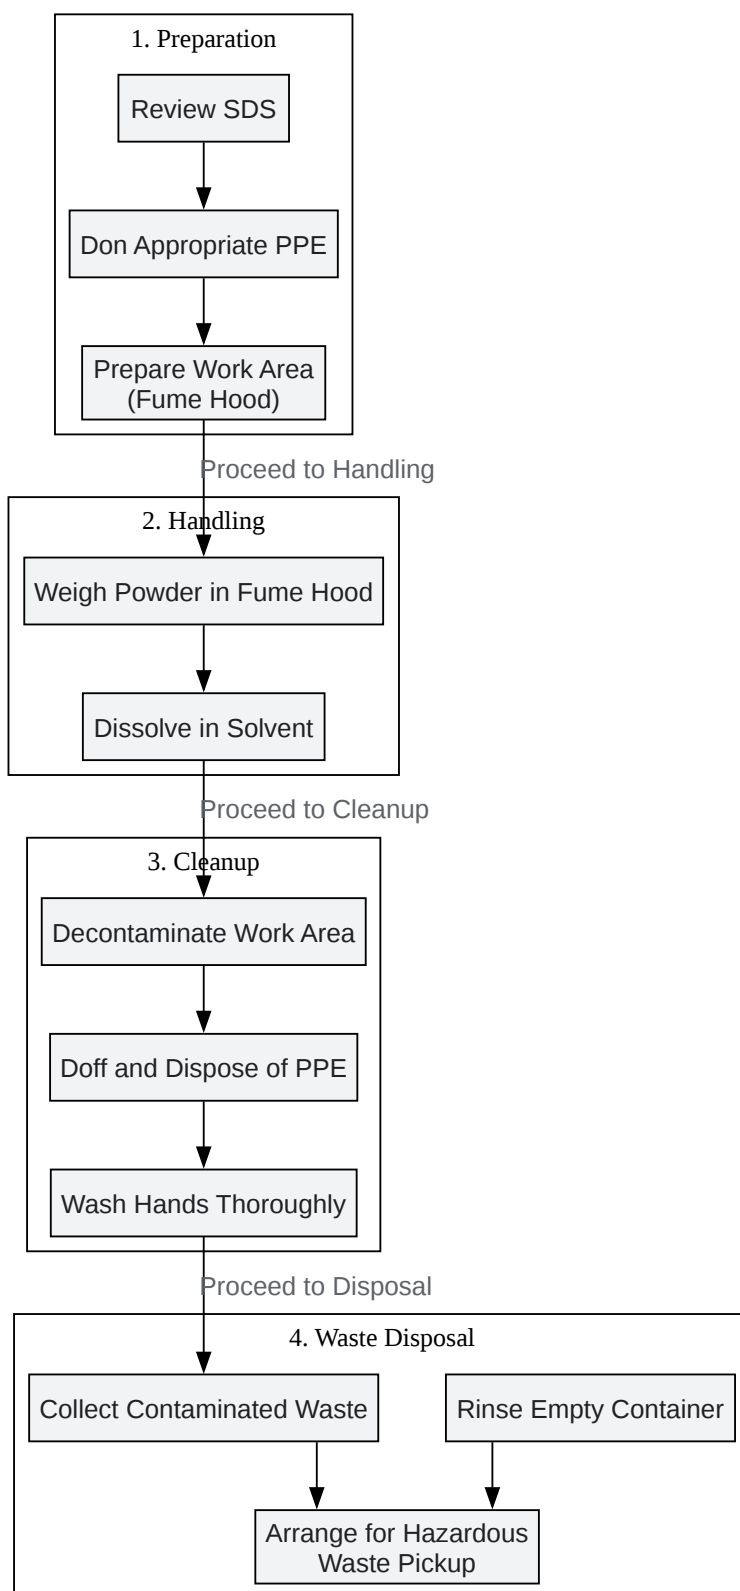 1. Preparation
Review SDS
Don Appropriate PPE
Prepare Work Area
(Fume Hood)
Proceed to Handling
2. Handling
Weigh Powder in Fume Hood
Dissolve in Solvent
Proceed to Cleanup
3. Cleanup
Decontaminate Work Area
Doff and Dispose of PPE
Wash Hands Thoroughly
Proceed to Disposal
4. Waste Disposal
Collect Contaminated Waste
Rinse Empty Container
Arrange for Hazardous
Waste Pickup